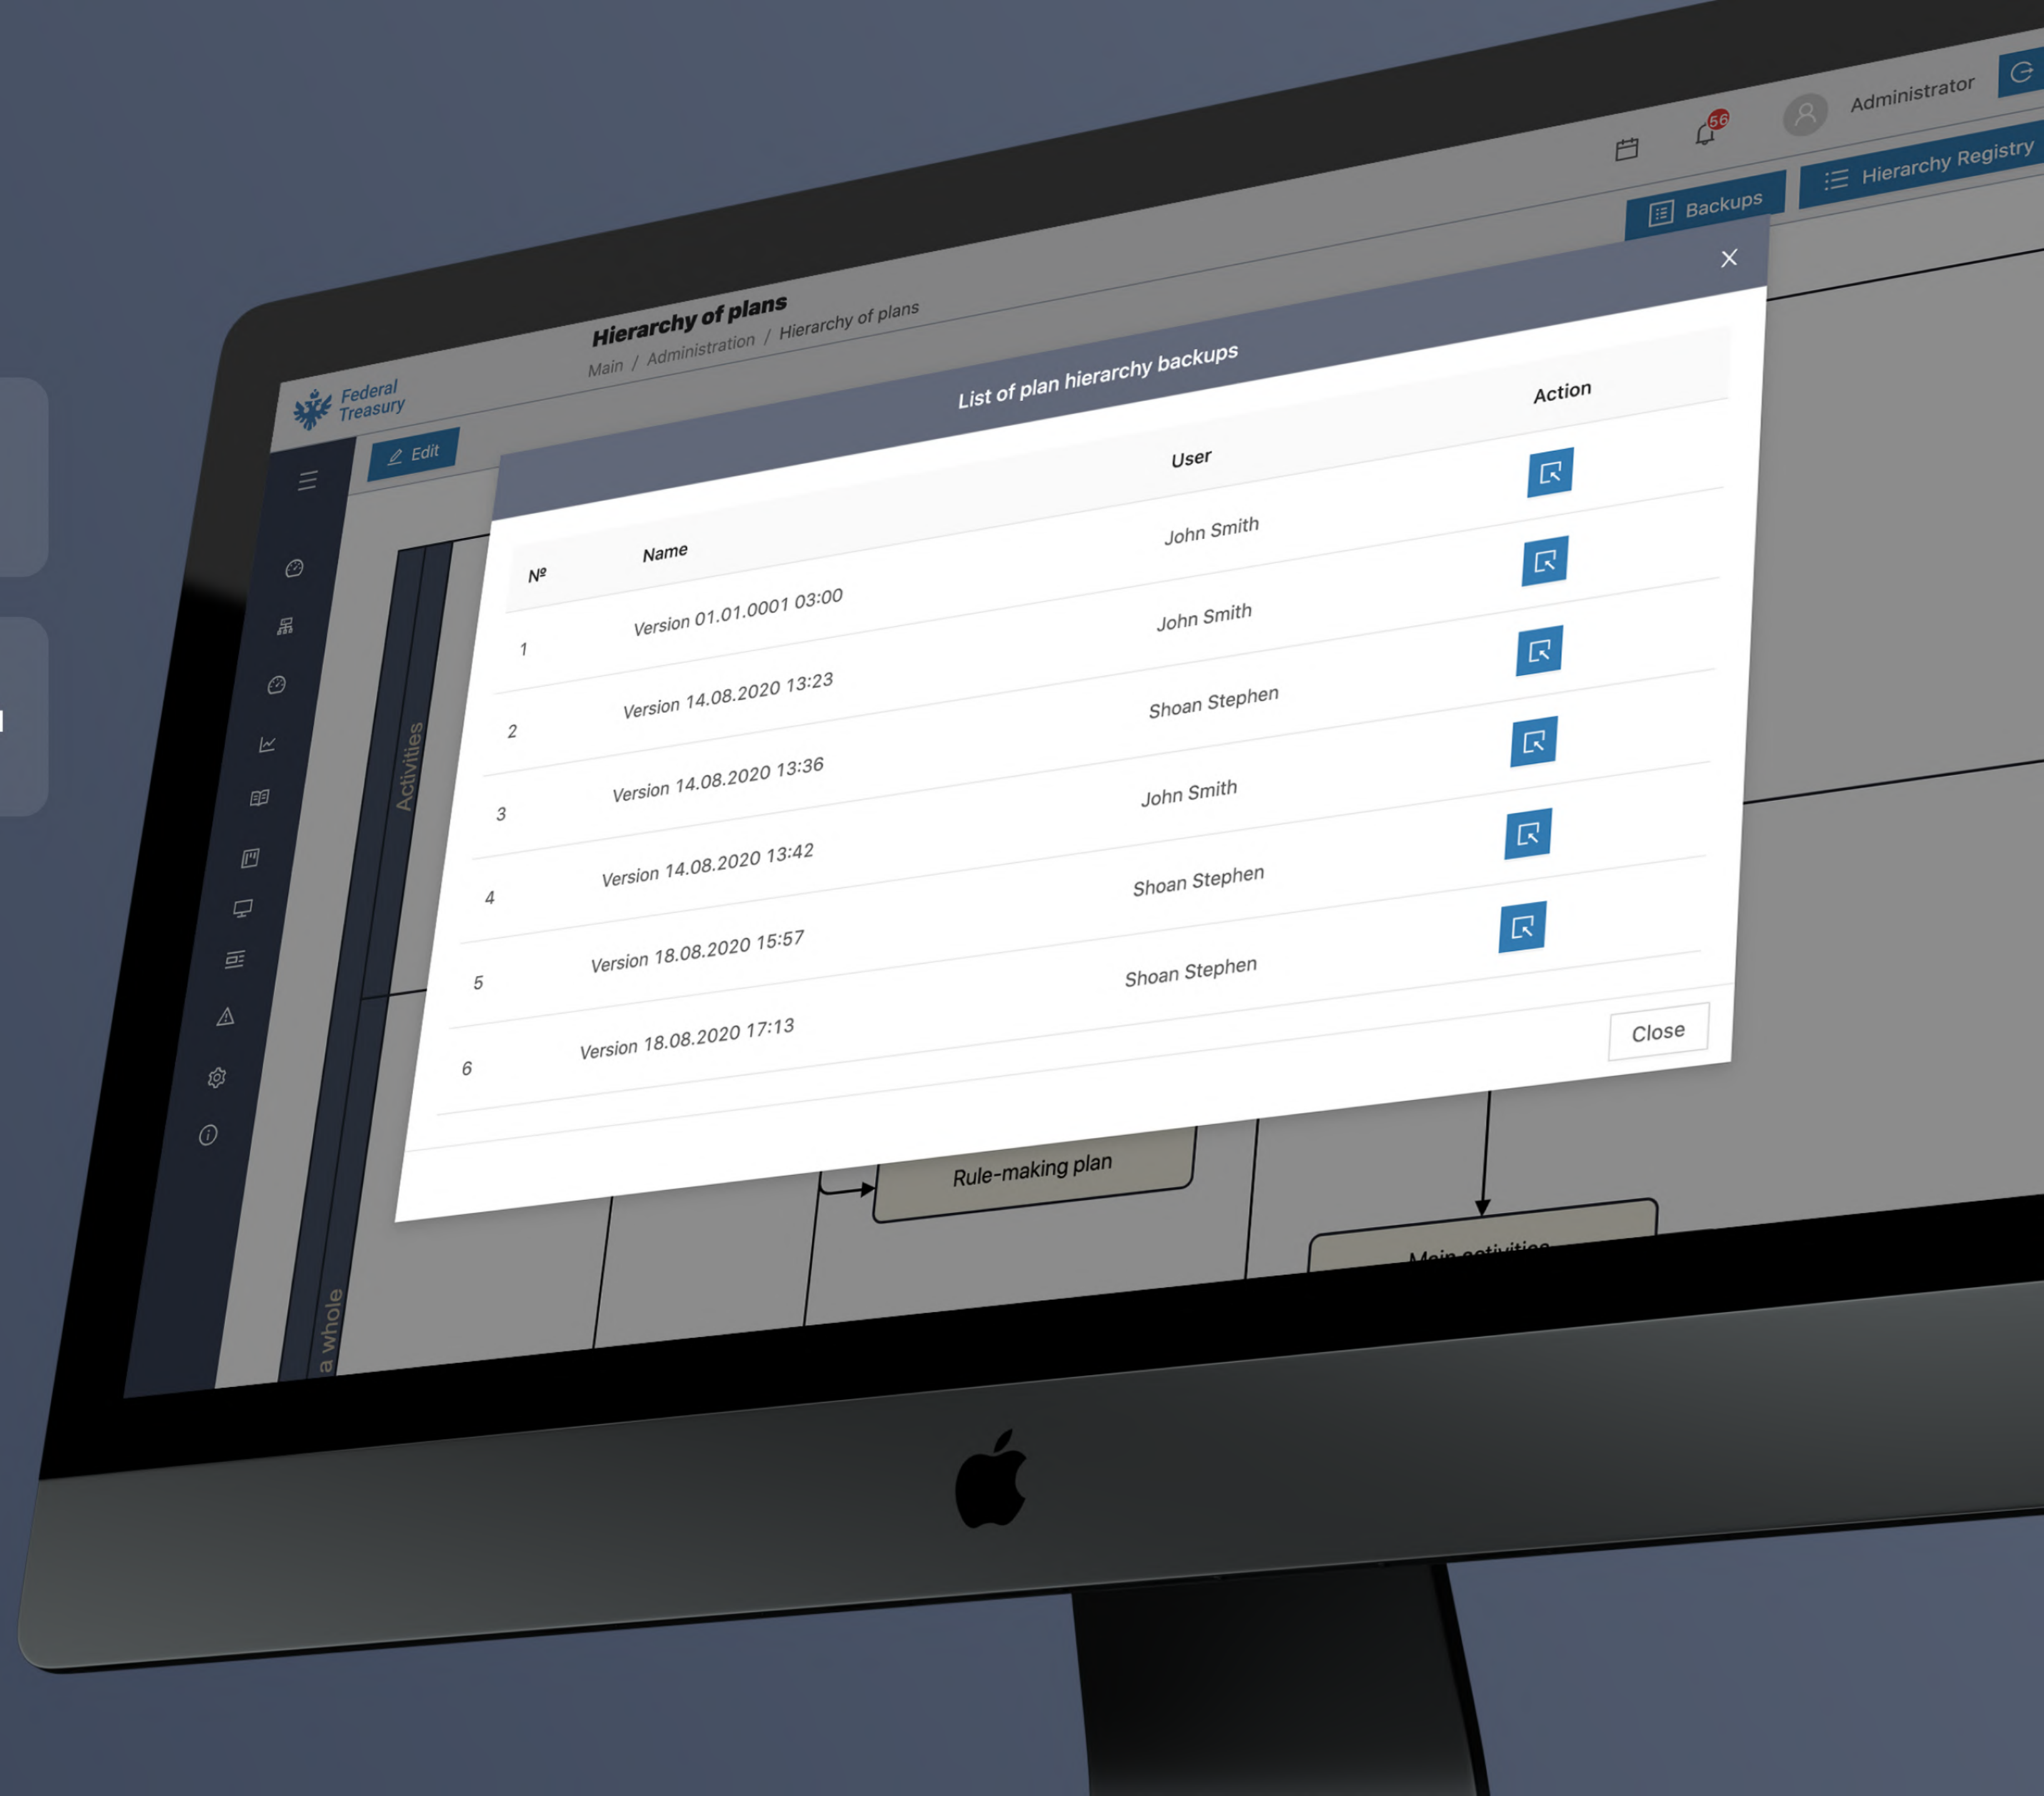 Administrator
56
Backups
Hierarchy Registry
Hierarchy of plans
Main / Administration / Hierarchy of plans
Federal
Treasury
Edit
List of plan hierarchy backups
№ Name User Action
1 Version 01.01.0001 03:00 John Smith
2 Version 14.08.2020 13:23 John Smith
3 Version 14.08.2020 13:36 Shoan Stephen
4 Version 14.08.2020 13:42 John Smith
5 Version 18.08.2020 15:57 Shoan Stephen
6 Version 18.08.2020 17:13 Shoan Stephen
Close
Activities
a whole
Rule-making plan
Main activities